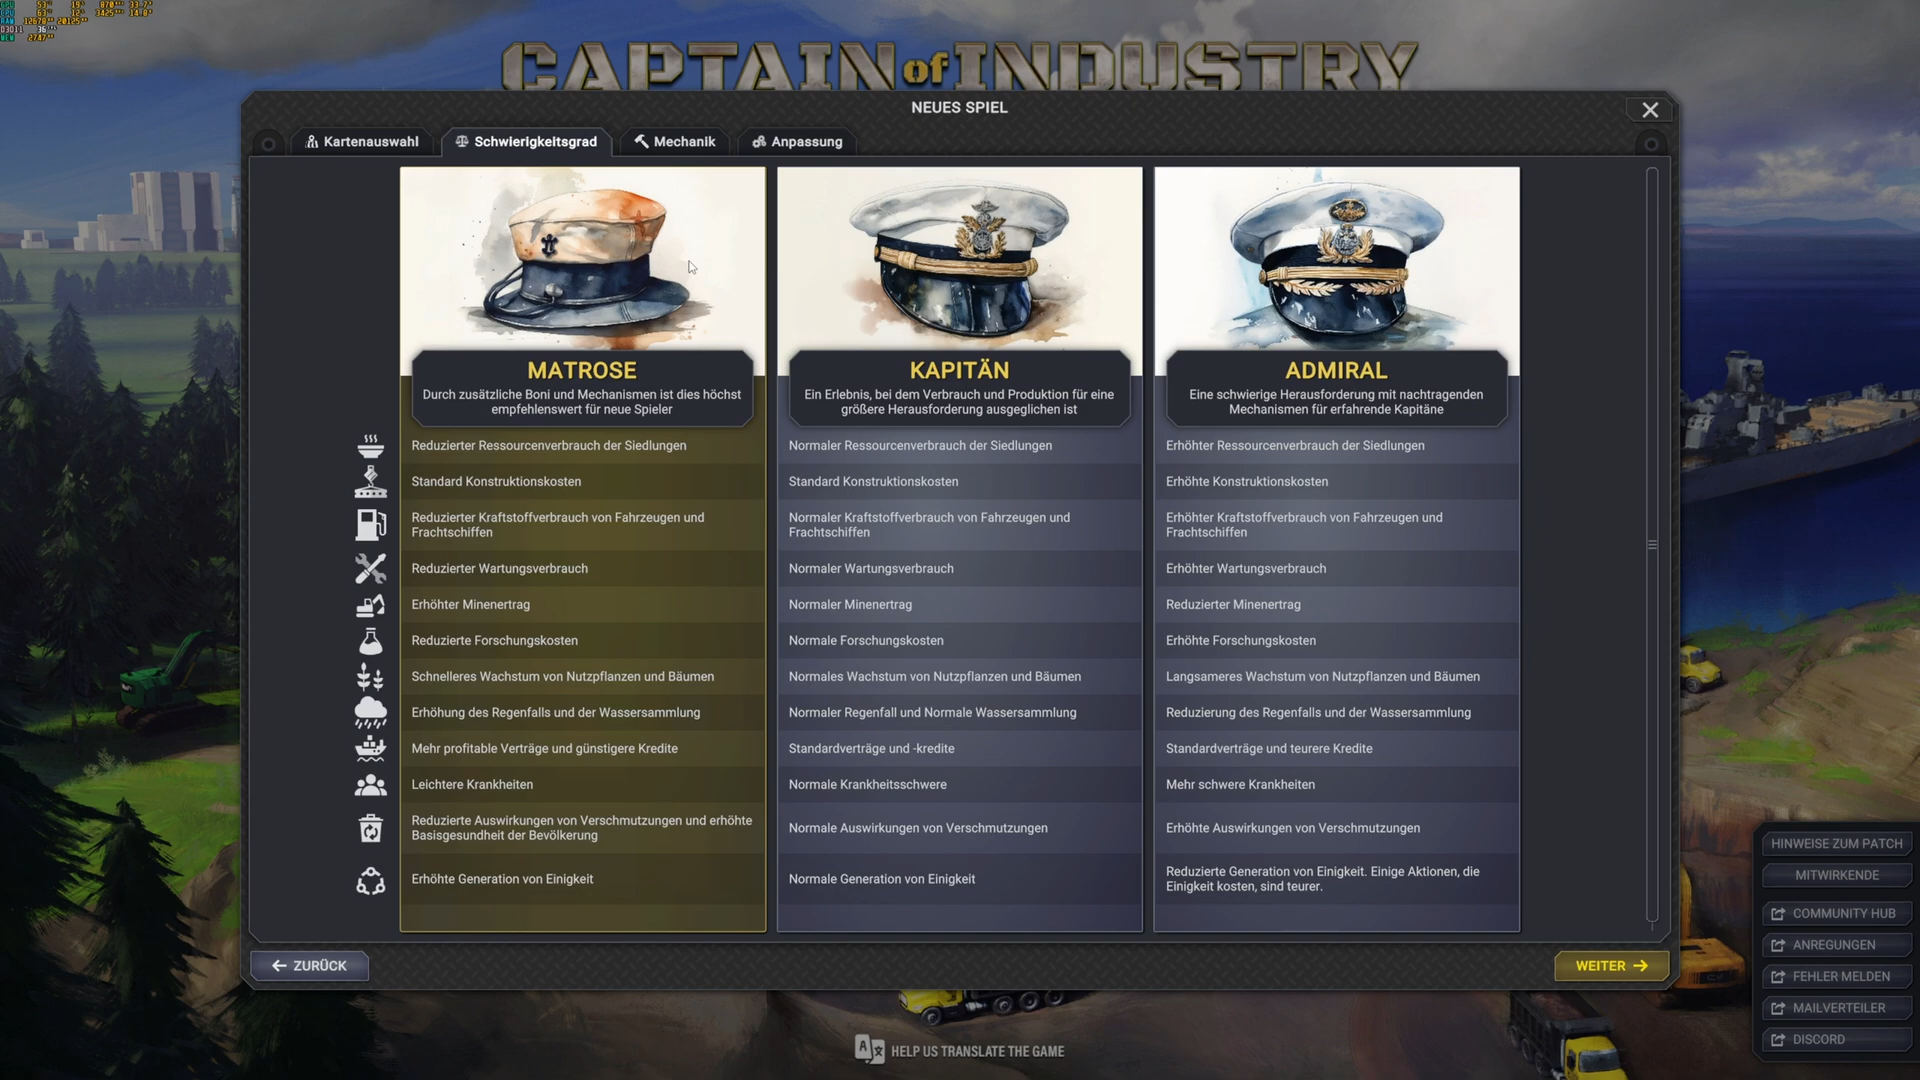 CAPTAIN of INDUSTRY
NEUES SPIEL
Kartenauswahl
Schwierigkeitsgrad
Mechanik
Anpassung
MATROSE
Durch zusätzliche Boni und Mechanismen ist dies höchst
empfehlenswert für neue Spieler
Reduzierter Ressourcenverbrauch der Siedlungen
Standard Konstruktionskosten
Reduzierter Kraftstoffverbrauch von Fahrzeugen und
Frachtschiffen
Reduzierter Wartungsverbrauch
Erhöhter Minenertrag
Reduzierte Forschungskosten
Schnelleres Wachstum von Nutzpflanzen und Bäumen
Erhöhung des Regenfalls und der Wassersammlung
Mehr profitable Verträge und günstigere Kredite
Leichtere Krankheiten
Reduzierte Auswirkungen von Verschmutzungen und erhöhte
Basisgesundheit der Bevölkerung
Erhöhte Generation von Einigkeit
KAPITÄN
Ein Erlebnis, bei dem Verbrauch und Produktion für eine
größere Herausforderung ausgeglichen ist
Normaler Ressourcenverbrauch der Siedlungen
Standard Konstruktionskosten
Normaler Kraftstoffverbrauch von Fahrzeugen und
Frachtschiffen
Normaler Wartungsverbrauch
Normaler Minenertrag
Normale Forschungskosten
Normales Wachstum von Nutzpflanzen und Bäumen
Normaler Regenfall und Normale Wassersammlung
Standardverträge und -kredite
Normale Krankheitsschwere
Normale Auswirkungen von Verschmutzungen
Normale Generation von Einigkeit
ADMIRAL
Eine schwierige Herausforderung mit nachtragenden
Mechanismen für erfahrende Kapitäne
Erhöhter Ressourcenverbrauch der Siedlungen
Erhöhte Konstruktionskosten
Erhöhter Kraftstoffverbrauch von Fahrzeugen und
Frachtschiffen
Erhöhter Wartungsverbrauch
Reduzierter Minenertrag
Erhöhte Forschungskosten
Langsameres Wachstum von Nutzpflanzen und Bäumen
Reduzierung des Regenfalls und der Wassersammlung
Standardverträge und teurere Kredite
Mehr schwere Krankheiten
Erhöhte Auswirkungen von Verschmutzungen
Reduzierte Generation von Einigkeit. Einige Aktionen, die
Einigkeit kosten, sind teurer.
ZURÜCK
WEITER
HINWEISE ZUM PATCH
MITWIRKENDE
COMMUNITY HUB
ANREGUNGEN
FEHLER MELDEN
MAILVERTEILER
DISCORD
HELP US TRANSLATE THE GAME